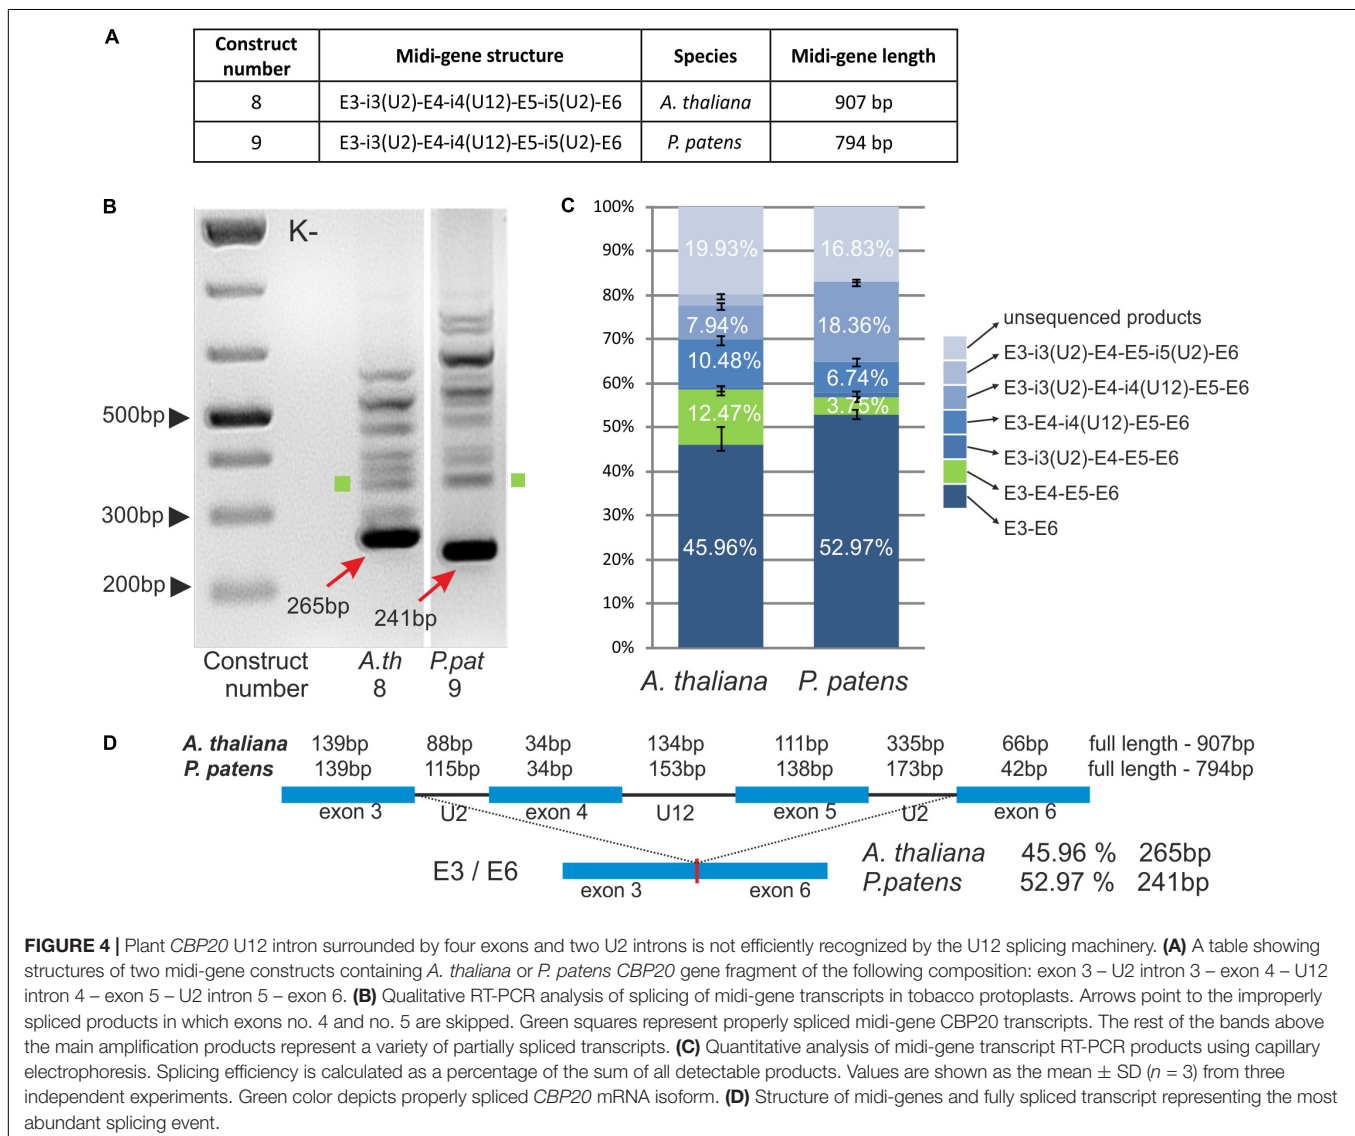 A
Construct number | Midi-gene structure | Species | Midi-gene length
8 | E3-i3(U2)-E4-i4(U12)-E5-i5(U2)-E6 | A. thaliana | 907 bp
9 | E3-i3(U2)-E4-i4(U12)-E5-i5(U2)-E6 | P. patens | 794 bp
B
K-
500bp
300bp
200bp
265bp
241bp
Construct number
A.th
8
P.pat
9
C
100%
90%
80%
70%
60%
50%
40%
30%
20%
10%
0%
19.93%
7.94%
10.48%
12.47%
45.96%
16.83%
18.36%
6.74%
3.75%
52.97%
A. thaliana
P. patens
unsequenced products
E3-i3(U2)-E4-E5-i5(U2)-E6
E3-i3(U2)-E4-i4(U12)-E5-E6
E3-E4-i4(U12)-E5-E6
E3-i3(U2)-E4-E5-E6
E3-E4-E5-E6
E3-E6
D
A. thaliana 139bp 88bp 34bp 134bp 111bp 335bp 66bp full length - 907bp
P. patens 139bp 115bp 34bp 153bp 138bp 173bp 42bp full length - 794bp
exon 3 U2 exon 4 U12 exon 5 U2 exon 6
E3 / E6
exon 3 exon 6
A. thaliana 45.96 % 265bp
P.patens 52.97 % 241bp
FIGURE 4 | Plant CBP20 U12 intron surrounded by four exons and two U2 introns is not efficiently recognized by the U12 splicing machinery. (A) A table showing
structures of two midi-gene constructs containing A. thaliana or P. patens CBP20 gene fragment of the following composition: exon 3 – U2 intron 3 – exon 4 – U12
intron 4 – exon 5 – U2 intron 5 – exon 6. (B) Qualitative RT-PCR analysis of splicing of midi-gene transcripts in tobacco protoplasts. Arrows point to the improperly
spliced products in which exons no. 4 and no. 5 are skipped. Green squares represent properly spliced midi-gene CBP20 transcripts. The rest of the bands above
the main amplification products represent a variety of partially spliced transcripts. (C) Quantitative analysis of midi-gene transcript RT-PCR products using capillary
electrophoresis. Splicing efficiency is calculated as a percentage of the sum of all detectable products. Values are shown as the mean ± SD (n = 3) from three
independent experiments. Green color depicts properly spliced CBP20 mRNA isoform. (D) Structure of midi-genes and fully spliced transcript representing the most
abundant splicing event.